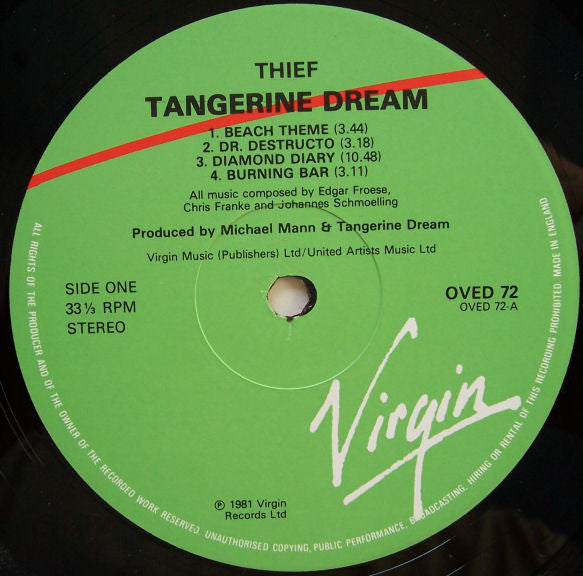 THIEF
TANGERINE DREAM
1. BEACH THEME (3.44)
2. DR. DESTRUCTO (3.18)
3. DIAMOND DIARY (10.48)
4. BURNING BAR (3.11)
All music composed by Edgar Froese,
Chris Franke and Johannes Schmoelling
Produced by Michael Mann & Tangerine Dream
Virgin Music (Publishers) Ltd/United Artists Music Ltd
SIDE ONE
33 ⅓ RPM
STEREO
OVED 72
OVED 72-A
Virgin
℗ 1981 Virgin
Records Ltd
ALL RIGHTS OF THE PRODUCER AND OF THE OWNER OF THE RECORDED WORK RESERVED. UNAUTHORISED COPYING, PUBLIC PERFORMANCE, BROADCASTING, HIRING OR RENTAL OF THIS RECORDING PROHIBITED. MADE IN ENGLAND